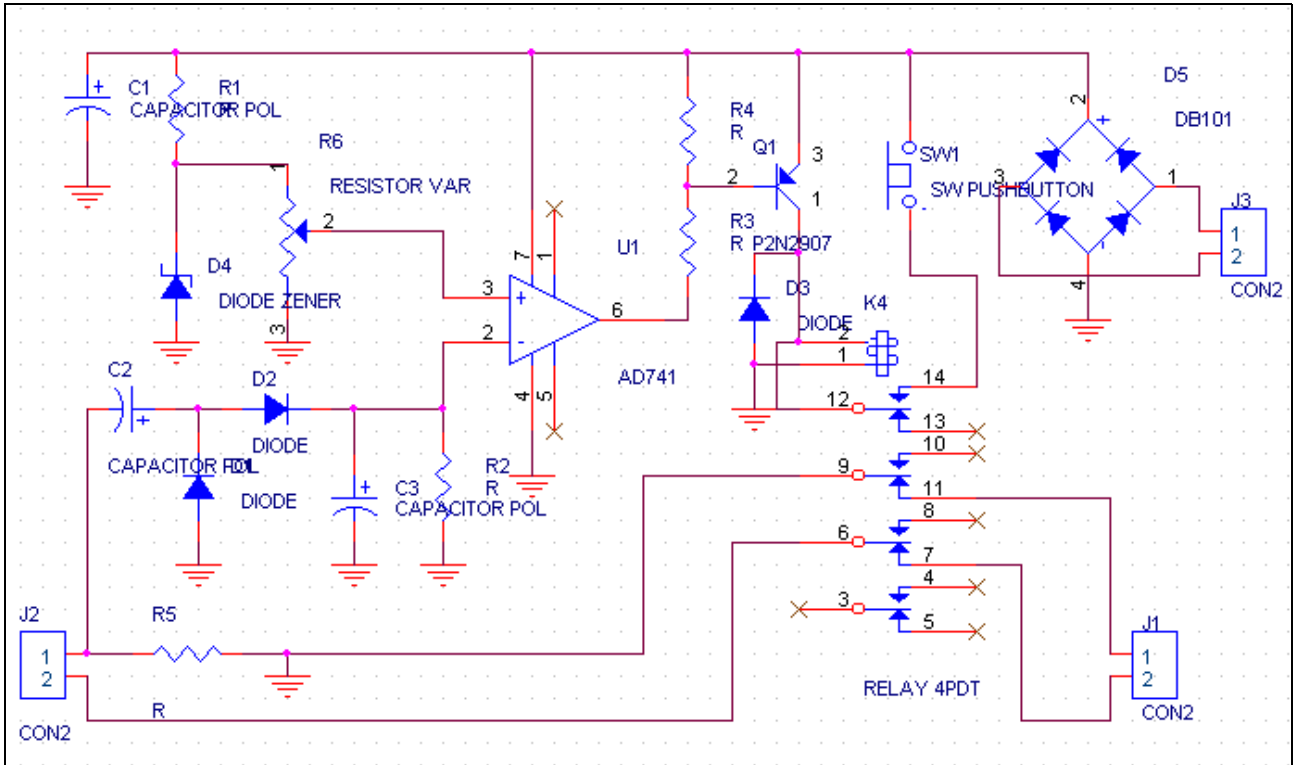 C1
CAPACITOR POL
R1
R
R4
R
D5
2
+
DB101
R6
RESISTOR VAR
1
2
3
Q1
2
3
1
SW1
SW PUSHBUTTON
3
1
-
4
J3
1
2
CON2
D4
DIODE ZENER
U1
7
1
3
+
2
-
6
4
5
AD741
R3
R
P2N2907
D3
DIODE
K4
2
1
C2
+
CAPACITOR POL
D2
DIODE
D1
DIODE
C3
+
CAPACITOR POL
R2
R
14
12
13
10
9
11
8
6
7
4
3
5
RELAY 4PDT
J2
1
2
CON2
R5
R
J1
1
2
CON2